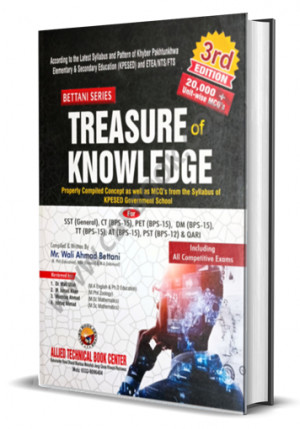 According to the Latest Syllabus and Pattern of Khyber Pakhtunkhwa
Elementary & Secondary Education (KPESED) and ETEA/NTS/FTS
3rd
EDITION
20,000 +
Unit-wise MCQ's
BETTANI SERIES
TREASURE of
KNOWLEDGE
Properly Compiled Concept as well as MCQ's from the Syllabus of
KPESED Government School
For
SST (General), CT (BPS-15), PET (BPS-15), DM (BPS-15),
TT (BPS-15) AT (BPS-15), PST (BPS-12) & QARI
Compiled & Written By
Mr. Wali Ahmad Bettani
Including
All Competitive Exams
ALLIED TECHNICAL BOOK CENTER